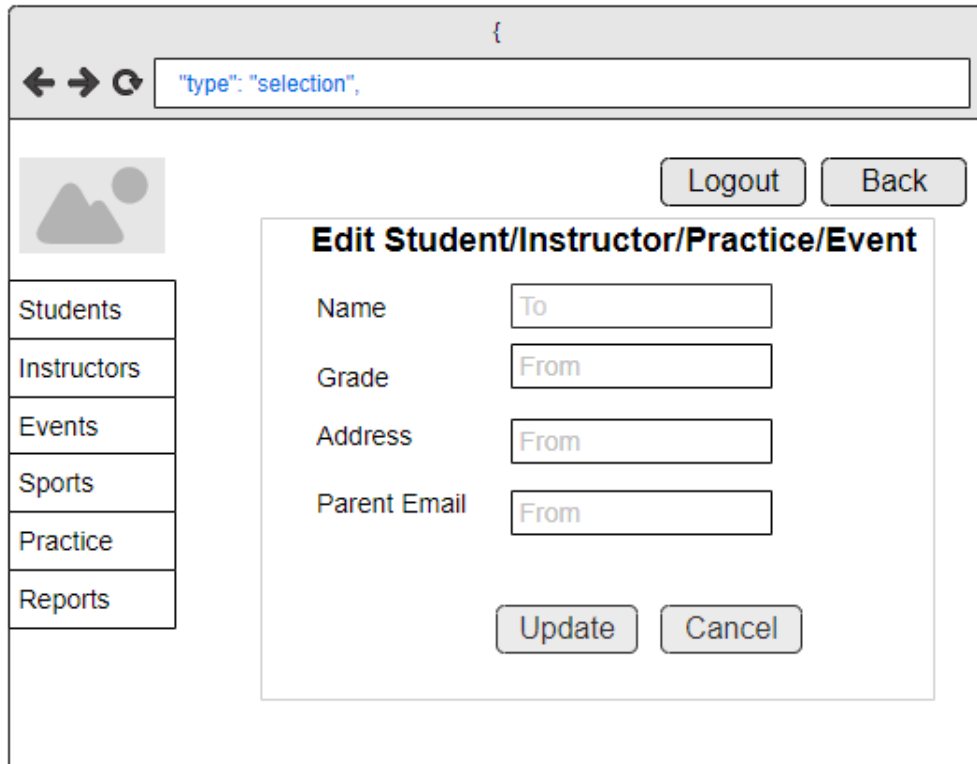 {
"type": "selection",
Logout
Back
Edit Student/Instructor/Practice/Event
Students
Instructors
Events
Sports
Practice
Reports
Name
To
Grade
From
Address
From
Parent Email
From
Update
Cancel